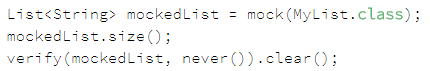 List<String> mockedList = mock(MyList.class);
mockedList.size();
verify(mockedList, never()).clear();